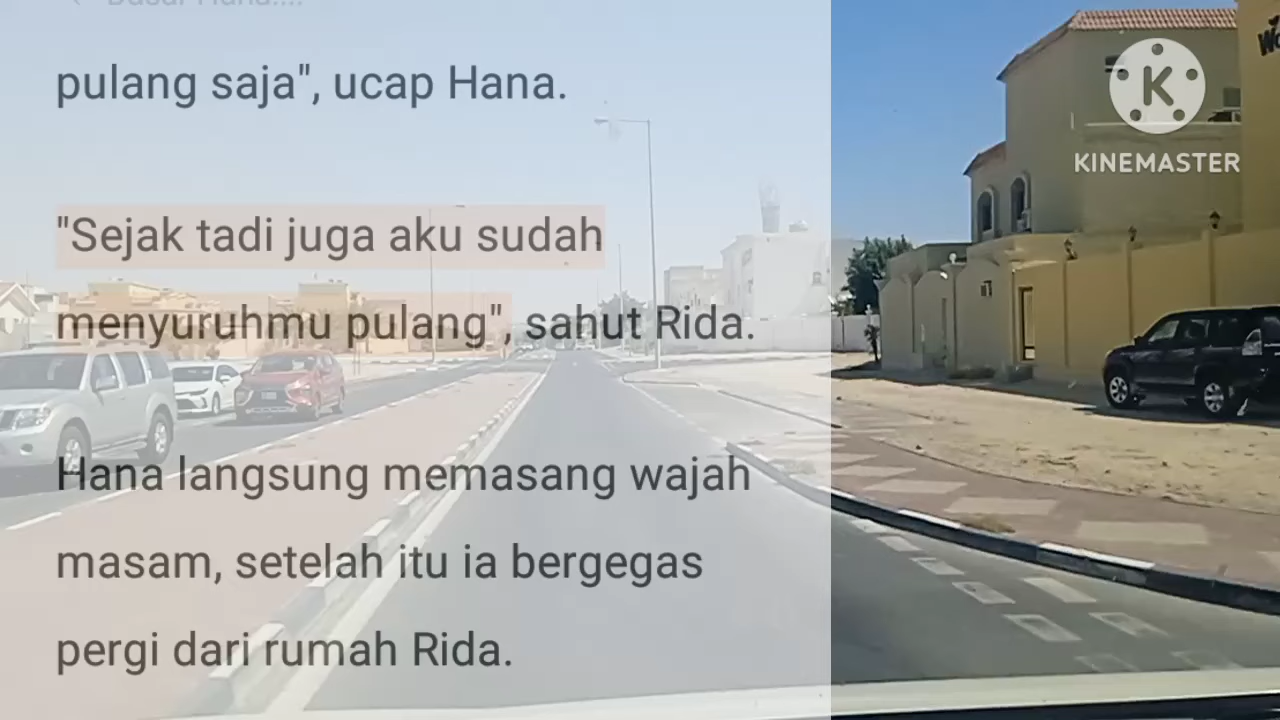 pulang saja", ucap Hana.
"Sejak tadi juga aku sudah
menyuruhmu pulang", sahut Rida.
Hana langsung memasang wajah
masam, setelah itu ia bergegas
pergi dari rumah Rida.
K
KINEMASTER